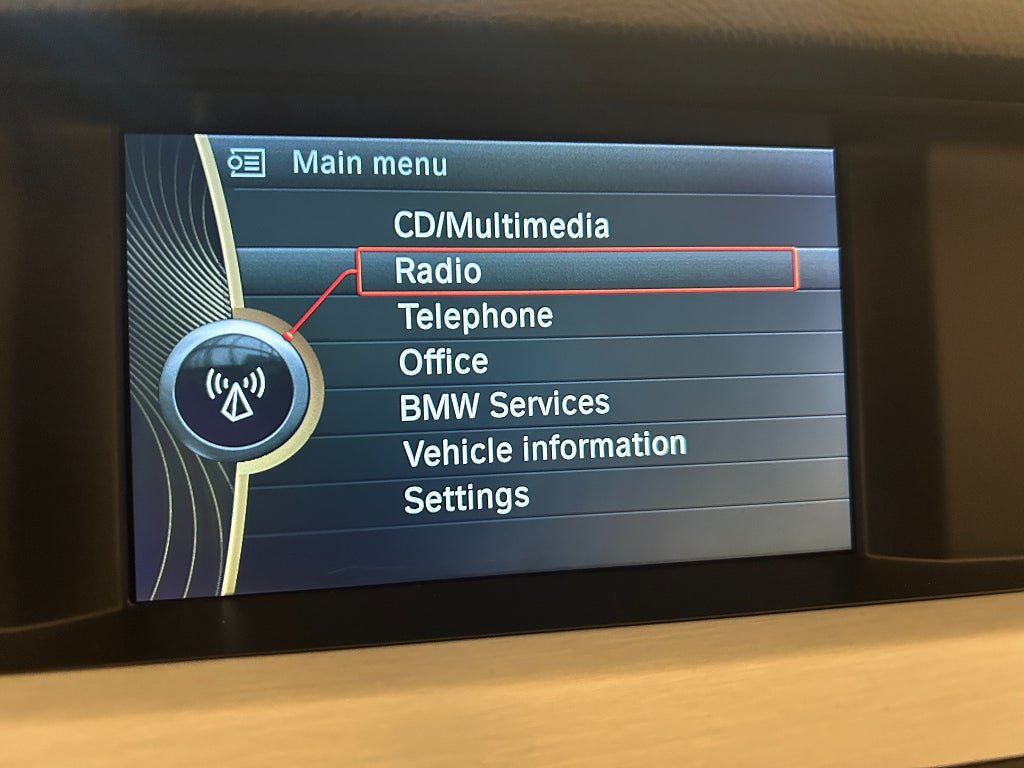 Main menu
CD/Multimedia
Radio
Telephone
Office
BMW Services
Vehicle information
Settings